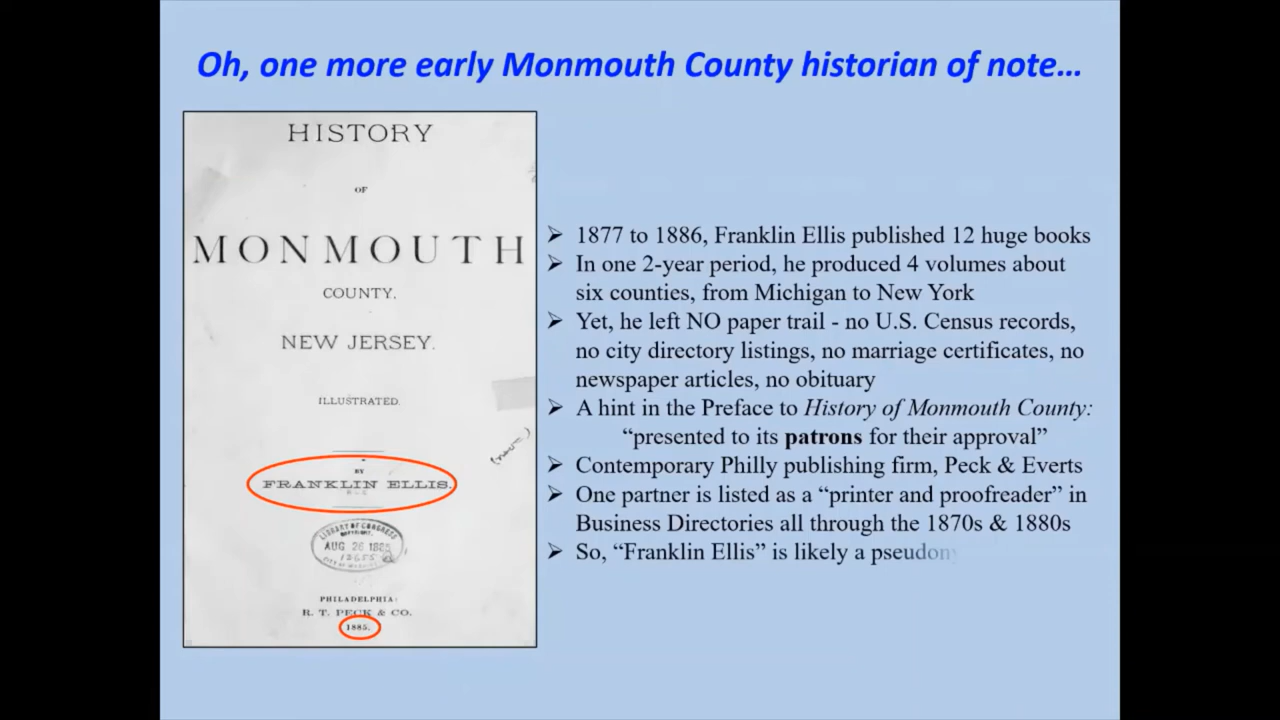 Oh, one more early Monmouth County historian of note...
HISTORY
OF
MONMOUTH
COUNTY,
NEW JERSEY.
ILLUSTRATED.
BY
FRANKLIN ELLIS.
LIBRARY OF CONGRESS
AUG 26 1885
PHILADELPHIA:
R. T. PECK & CO.
1885.
➢ 1877 to 1886, Franklin Ellis published 12 huge books
➢ In one 2-year period, he produced 4 volumes about
six counties, from Michigan to New York
➢ Yet, he left NO paper trail - no U.S. Census records,
no city directory listings, no marriage certificates, no
newspaper articles, no obituary
➢ A hint in the Preface to History of Monmouth County:
“presented to its patrons for their approval”
➢ Contemporary Philly publishing firm, Peck & Everts
➢ One partner is listed as a “printer and proofreader” in
Business Directories all through the 1870s & 1880s
➢ So, “Franklin Ellis” is likely a pseudon